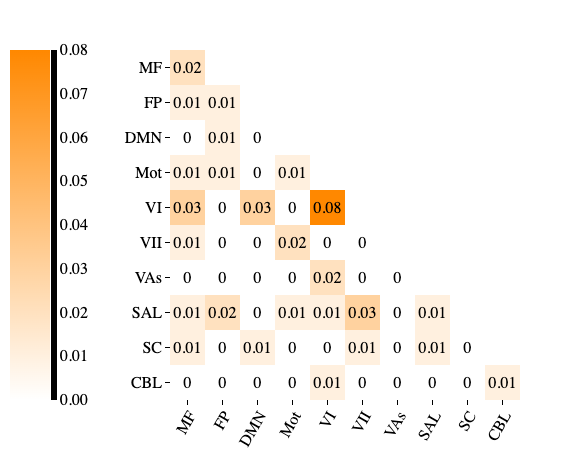 0.08
0.07
0.06
0.05
0.04
0.03
0.02
0.01
0.00
MF 0.02
FP 0.01 0.01
DMN 0 0.01 0
Mot 0.01 0.01 0 0.01
VI 0.03 0 0.03 0 0.08
VII 0.01 0 0 0.02 0 0
VAs 0 0 0 0 0.02 0 0
SAL 0.01 0.02 0 0.01 0.01 0.03 0 0.01
SC 0.01 0 0.01 0 0 0.01 0 0.01 0
CBL 0 0 0 0 0.01 0 0 0 0 0.01
MF FP DMN Mot VI VII VAs SAL SC CBL